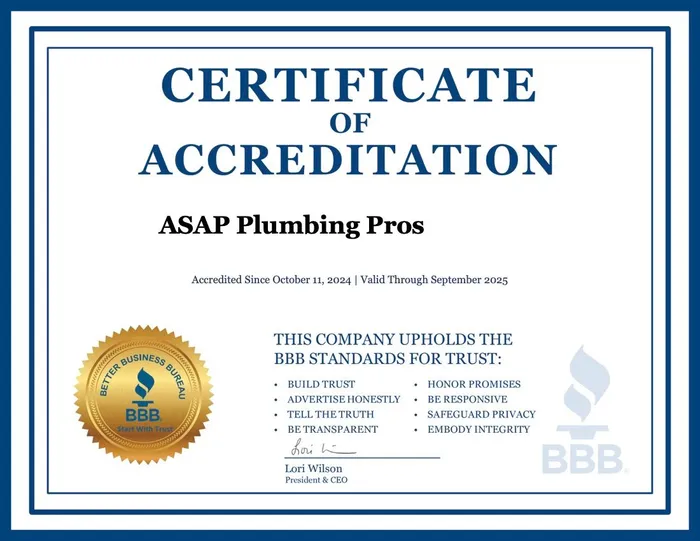 CERTIFICATE
OF
ACCREDITATION
ASAP Plumbing Pros
Accredited Since October 11, 2024 | Valid Through September 2025
BETTER BUSINESS BUREAU
BBB.
Start With Trust
THIS COMPANY UPHOLDS THE
BBB STANDARDS FOR TRUST:
• BUILD TRUST
• ADVERTISE HONESTLY
• TELL THE TRUTH
• BE TRANSPARENT
• HONOR PROMISES
• BE RESPONSIVE
• SAFEGUARD PRIVACY
• EMBODY INTEGRITY
Lori Wilson
President & CEO
BBB®